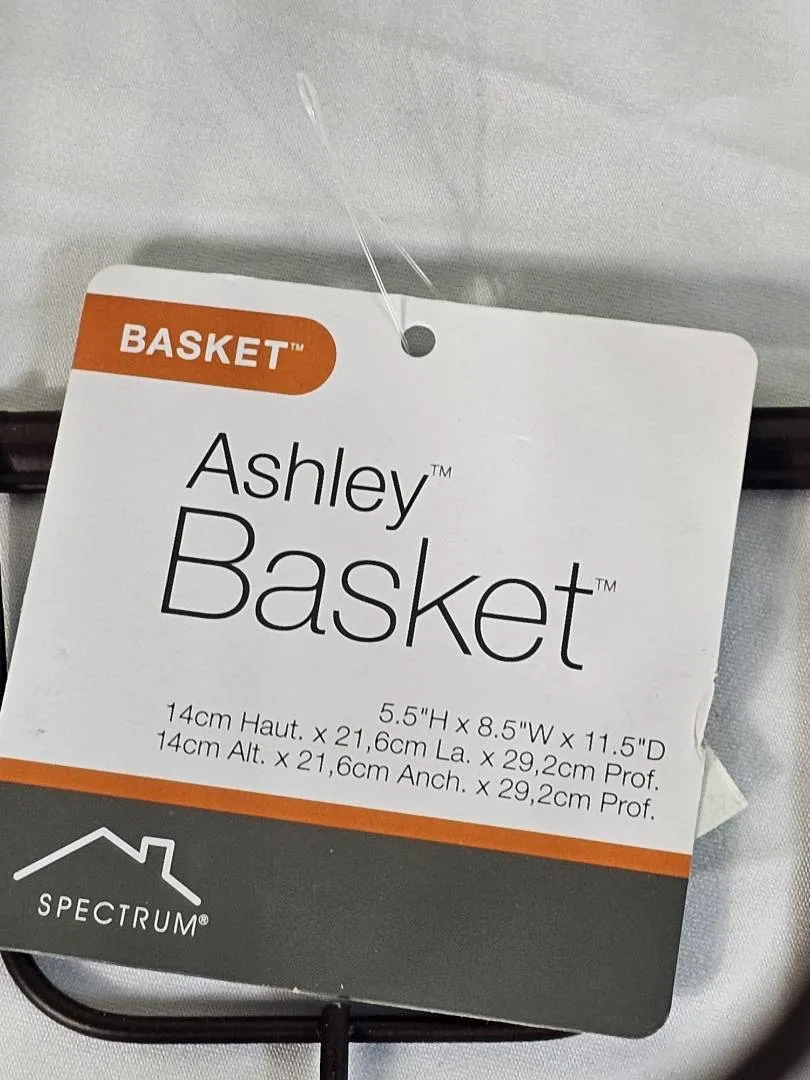 BASKET™
Ashley™
Basket™
5.5"H x 8.5"W x 11.5"D
14cm Haut. x 21,6cm La. x 29,2cm Prof.
14cm Alt. x 21,6cm Anch. x 29,2cm Prof.
SPECTRUM®